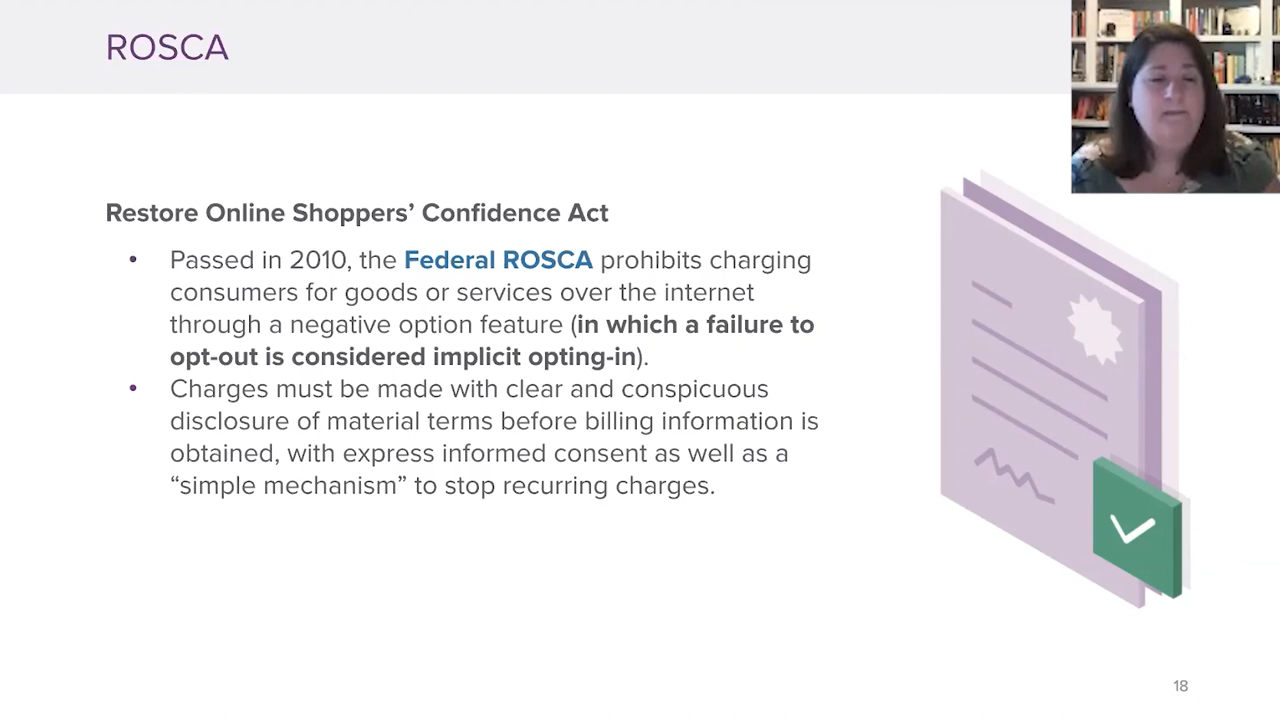 ROSCA
Restore Online Shoppers’ Confidence Act
• Passed in 2010, the Federal ROSCA prohibits charging
consumers for goods or services over the internet
through a negative option feature (in which a failure to
opt-out is considered implicit opting-in).
• Charges must be made with clear and conspicuous
disclosure of material terms before billing information is
obtained, with express informed consent as well as a
“simple mechanism” to stop recurring charges.
18